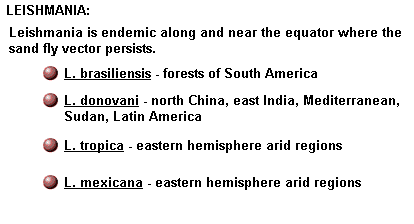 LEISHMANIA:
Leishmania is endemic along and near the equator where the
sand fly vector persists.
L. brasiliensis - forests of South America
L. donovani - north China, east India, Mediterranean,
Sudan, Latin America
L. tropica - eastern hemisphere arid regions
L. mexicana - eastern hemisphere arid regions